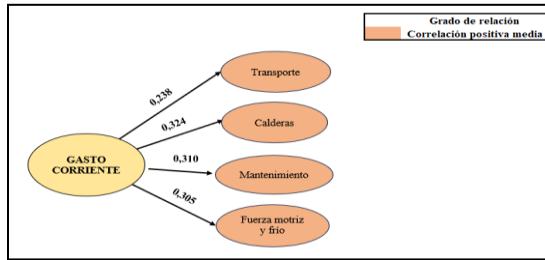 Grado de relación
Correlación positiva media
Transporte
0,238
Calderas
0,324
GASTO
CORRIENTE
0,310
Mantenimiento
0,305
Fuerza motriz
y frio